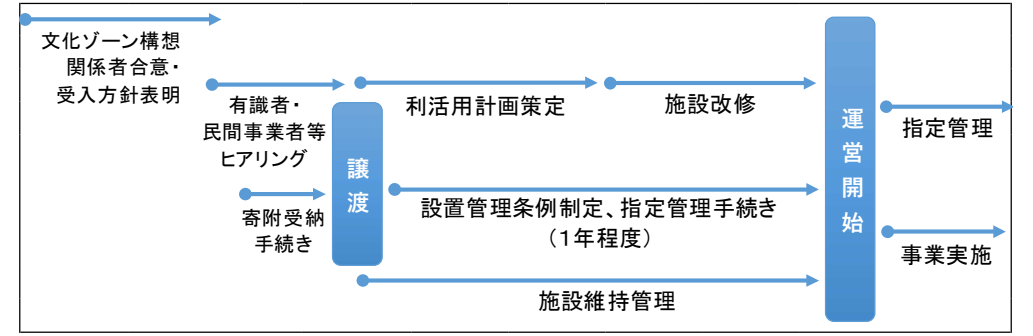 文化ゾーン構想
関係者合意・
受入方針表明
有識者・
民間事業者等
ヒアリング
寄附受納
手続き
譲渡
利活用計画策定
施設改修
設置管理条例制定、指定管理手続き
（1年程度）
施設維持管理
運営開始
指定管理
事業実施